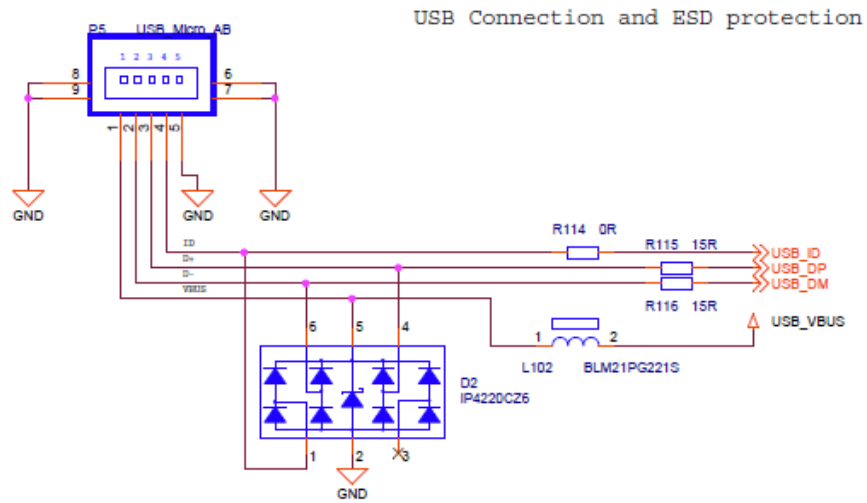 USB Connection and ESD protection
P5 USB_Micro_AB
1 2 3 4 5
8
9
6
7
1 2 3 4 5
GND
GND
GND
ID
D+
D-
VBUS
R114 0R
R115 15R
USB_ID
USB_DP
USB_DM
R116 15R
USB_VBUS
6 5 4
1 2
L102 BLM21PG221S
D2
IP4220CZ6
1 2 3
GND